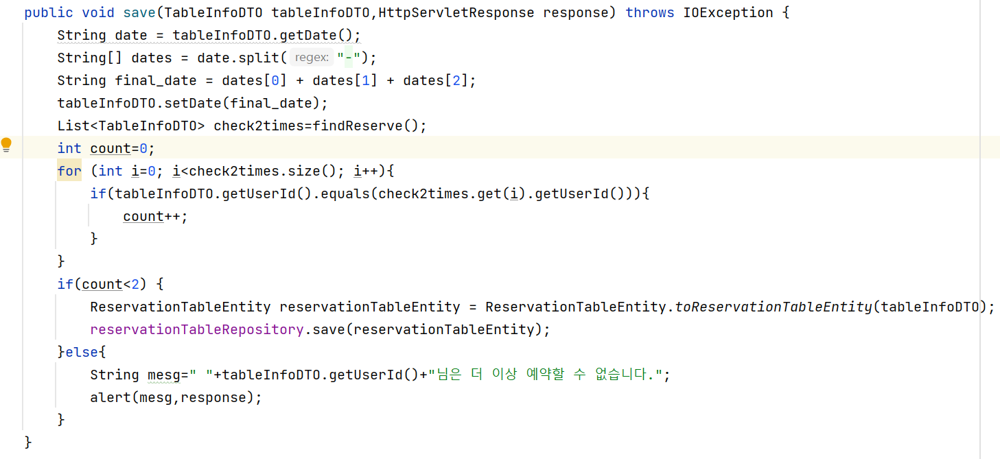 public void save(TableInfoDTO tableInfoDTO,HttpServletResponse response) throws IOException {
    String date = tableInfoDTO.getDate();
    String[] dates = date.split( regex: "-");
    String final_date = dates[0] + dates[1] + dates[2];
    tableInfoDTO.setDate(final_date);
    List<TableInfoDTO> check2times=findReserve();
    int count=0;
    for (int i=0; i<check2times.size(); i++){
        if(tableInfoDTO.getUserId().equals(check2times.get(i).getUserId())){
            count++;
        }
    }
    if(count<2) {
        ReservationTableEntity reservationTableEntity = ReservationTableEntity.toReservationTableEntity(tableInfoDTO);
        reservationTableRepository.save(reservationTableEntity);
    }else{
        String mesg=" "+tableInfoDTO.getUserId()+"님은 더 이상 예약할 수 없습니다.";
        alert(mesg,response);
    }
}